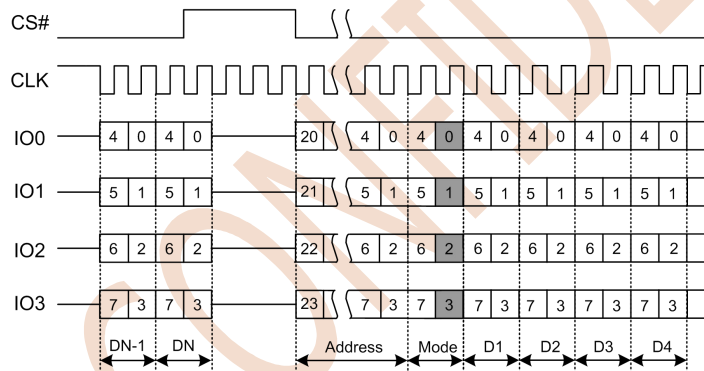 CONFIDE
CS#
CLK
IO0 4 0 4 0 20 4 0 4 0 4 0 4 0 4 0 4 0
IO1 5 1 5 1 21 5 1 5 1 5 1 5 1 5 1 5 1
IO2 6 2 6 2 22 6 2 6 2 6 2 6 2 6 2 6 2
IO3 7 3 7 3 23 7 3 7 3 7 3 7 3 7 3 7 3
DN-1 DN Address Mode D1 D2 D3 D4